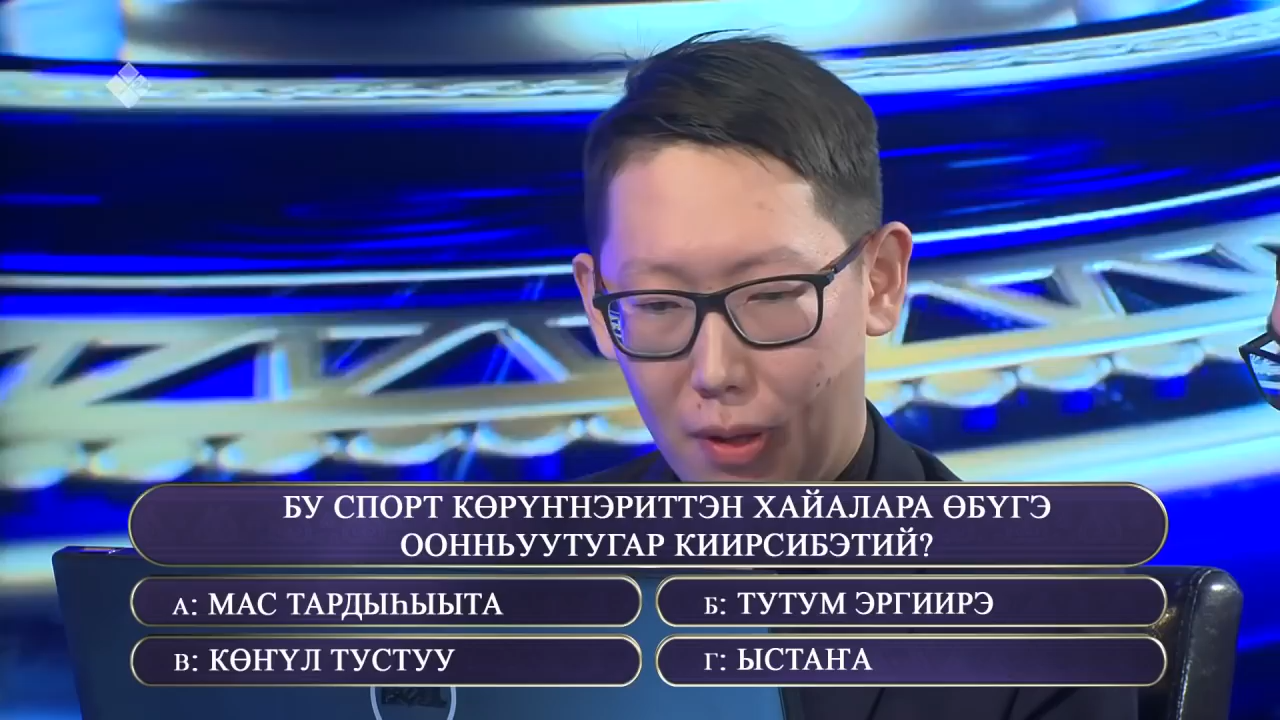 БУ СПОРТ КӨРҮҤНЭРИТТЭН ХАЙАЛАРА ӨБҮГЭ
ООННЬУУТУГАР КИИРСИБЭТИЙ?
А: МАС ТАРДЫҺЫЫТА
Б: ТУТУМ ЭРГИИРЭ
В: КӨҤҮЛ ТУСТУУ
Г: ЫСТАҤА